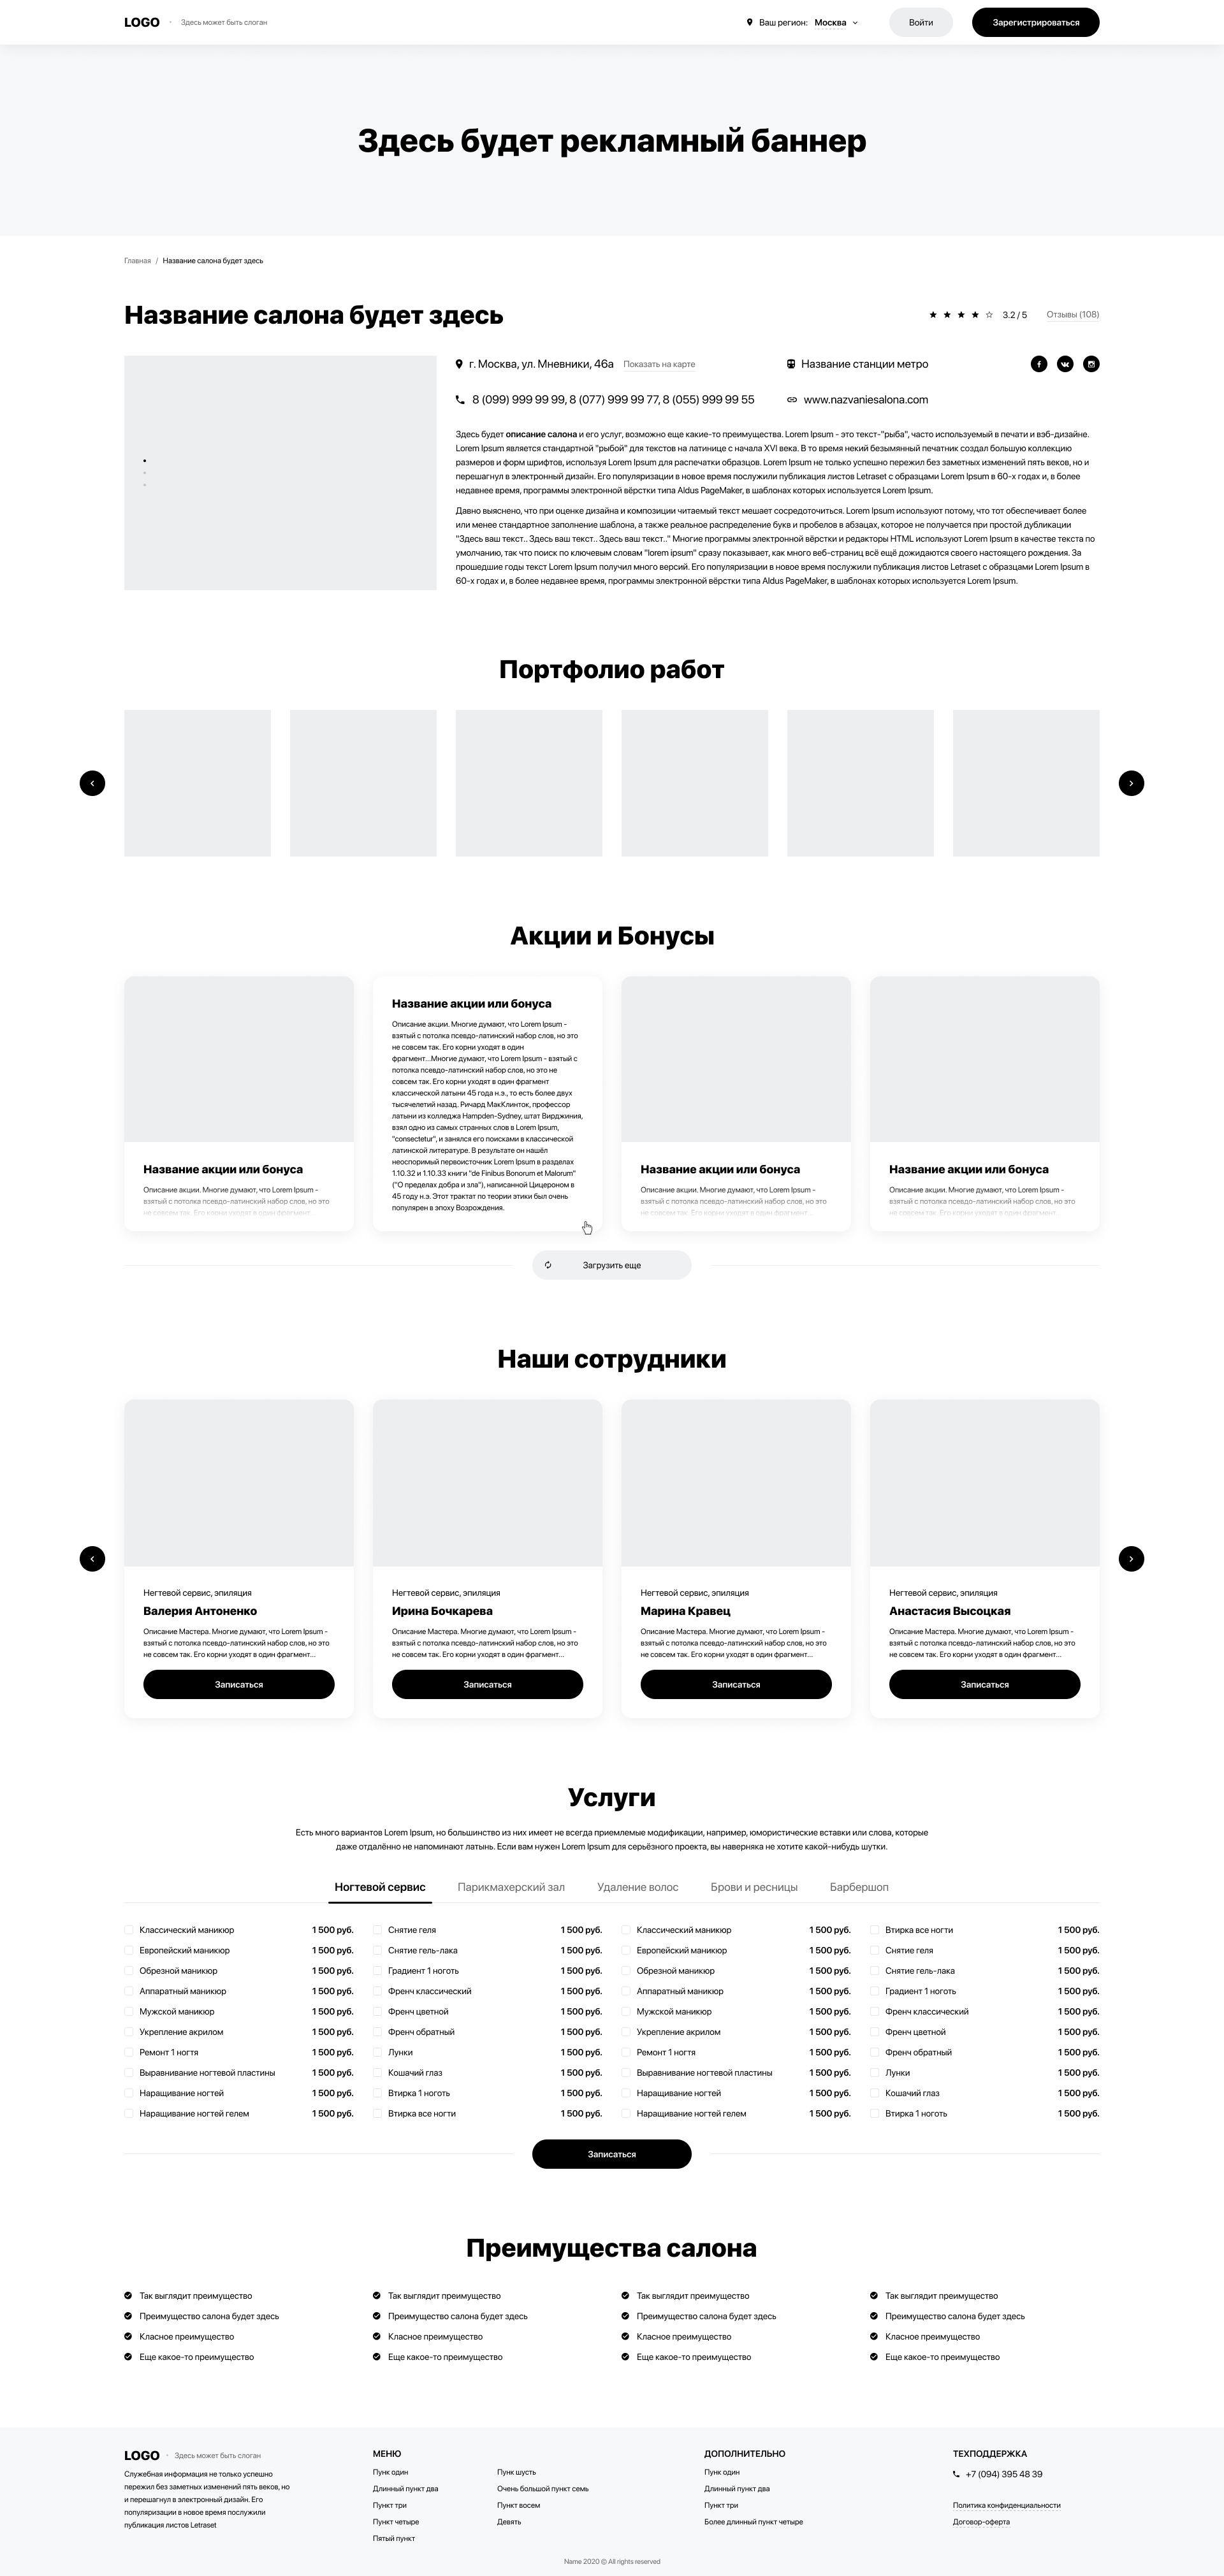 LOGO
Здесь может быть слоган
Ваш регион: Москва
Войти
Зарегистрироваться
Здесь будет рекламный баннер
Главная / Название салона будет здесь
Название салона будет здесь
3.2 / 5
Отзывы (108)
г. Москва, ул. Мневники, 46а
Показать на карте
Название станции метро
8 (099) 999 99 99, 8 (077) 999 99 77, 8 (055) 999 99 55
www.nazvaniesalona.com
Здесь будет описание салона и его услуг, возможно еще какие-то преимущества. Lorem Ipsum - это текст-"рыба", часто используемый в печати и вэб-дизайне.
Lorem Ipsum является стандартной "рыбой" для текстов на латинице с начала XVI века. В то время некий безымянный печатник создал большую коллекцию
размеров и форм шрифтов, используя Lorem Ipsum для распечатки образцов. Lorem Ipsum не только успешно пережил без заметных изменений пять веков, но и
перешагнул в электронный дизайн. Его популяризации в новое время послужили публикация листов Letraset с образцами Lorem Ipsum в 60-х годах и, в более
недавнее время, программы электронной вёрстки типа Aldus PageMaker, в шаблонах которых используется Lorem Ipsum.
Давно выяснено, что при оценке дизайна и композиции читаемый текст мешает сосредоточиться. Lorem Ipsum используют потому, что тот обеспечивает более
или менее стандартное заполнение шаблона, а также реальное распределение букв и пробелов в абзацах, которое не получается при простой дубликации
"Здесь ваш текст.. Здесь ваш текст.. Здесь ваш текст.." Многие программы электронной вёрстки и редакторы HTML используют Lorem Ipsum в качестве текста по
умолчанию, так что поиск по ключевым словам "lorem ipsum" сразу показывает, как много веб-страниц всё ещё дожидаются своего настоящего рождения. За
прошедшие годы текст Lorem Ipsum получил много версий. Его популяризации в новое время послужили публикация листов Letraset с образцами Lorem Ipsum в
60-х годах и, в более недавнее время, программы электронной вёрстки типа Aldus PageMaker, в шаблонах которых используется Lorem Ipsum.
Портфолио работ
Акции и Бонусы
Название акции или бонуса
Описание акции. Многие думают, что Lorem Ipsum -
взятый с потолка псевдо-латинский набор слов, но это
не совсем так. Его корни уходят в один фрагмент...
Название акции или бонуса
Описание акции. Многие думают, что Lorem Ipsum -
взятый с потолка псевдо-латинский набор слов, но это
не совсем так. Его корни уходят в один
фрагмент...Многие думают, что Lorem Ipsum - взятый с
потолка псевдо-латинский набор слов, но это не
совсем так. Его корни уходят в один фрагмент
классической латыни 45 года н.э., то есть более двух
тысячелетий назад. Ричард МакКлинток, профессор
латыни из колледжа Hampden-Sydney, штат Вирджиния,
взял одно из самых странных слов в Lorem Ipsum,
"consectetur", и занялся его поисками в классической
латинской литературе. В результате он нашёл
неоспоримый первоисточник Lorem Ipsum в разделах
1.10.32 и 1.10.33 книги "de Finibus Bonorum et Malorum"
("О пределах добра и зла"), написанной Цицероном в
45 году н.э. Этот трактат по теории этики был очень
популярен в эпоху Возрождения.
Название акции или бонуса
Описание акции. Многие думают, что Lorem Ipsum -
взятый с потолка псевдо-латинский набор слов, но это
не совсем так. Его корни уходят в один фрагмент...
Название акции или бонуса
Описание акции. Многие думают, что Lorem Ipsum -
взятый с потолка псевдо-латинский набор слов, но это
не совсем так. Его корни уходят в один фрагмент...
Загрузить еще
Наши сотрудники
Негтевой сервис, эпиляция
Валерия Антоненко
Описание Мастера. Многие думают, что Lorem Ipsum -
взятый с потолка псевдо-латинский набор слов, но это
не совсем так. Его корни уходят в один фрагмент...
Записаться
Негтевой сервис, эпиляция
Ирина Бочкарева
Описание Мастера. Многие думают, что Lorem Ipsum -
взятый с потолка псевдо-латинский набор слов, но это
не совсем так. Его корни уходят в один фрагмент...
Записаться
Негтевой сервис, эпиляция
Марина Кравец
Описание Мастера. Многие думают, что Lorem Ipsum -
взятый с потолка псевдо-латинский набор слов, но это
не совсем так. Его корни уходят в один фрагмент...
Записаться
Негтевой сервис, эпиляция
Анастасия Высоцкая
Описание Мастера. Многие думают, что Lorem Ipsum -
взятый с потолка псевдо-латинский набор слов, но это
не совсем так. Его корни уходят в один фрагмент...
Записаться
Услуги
Есть много вариантов Lorem Ipsum, но большинство из них имеет не всегда приемлемые модификации, например, юмористические вставки или слова, которые
даже отдалённо не напоминают латынь. Если вам нужен Lorem Ipsum для серьёзного проекта, вы наверняка не хотите какой-нибудь шутки.
Ногтевой сервис
Парикмахерский зал
Удаление волос
Брови и ресницы
Барбершоп
Классический маникюр 1 500 руб.
Европейский маникюр 1 500 руб.
Обрезной маникюр 1 500 руб.
Аппаратный маникюр 1 500 руб.
Мужской маникюр 1 500 руб.
Укрепление акрилом 1 500 руб.
Ремонт 1 ногтя 1 500 руб.
Выравнивание ногтевой пластины 1 500 руб.
Наращивание ногтей 1 500 руб.
Наращивание ногтей гелем 1 500 руб.
Снятие геля 1 500 руб.
Снятие гель-лака 1 500 руб.
Градиент 1 ноготь 1 500 руб.
Френч классический 1 500 руб.
Френч цветной 1 500 руб.
Френч обратный 1 500 руб.
Лунки 1 500 руб.
Кошачий глаз 1 500 руб.
Втирка 1 ноготь 1 500 руб.
Втирка все ногти 1 500 руб.
Классический маникюр 1 500 руб.
Европейский маникюр 1 500 руб.
Обрезной маникюр 1 500 руб.
Аппаратный маникюр 1 500 руб.
Мужской маникюр 1 500 руб.
Укрепление акрилом 1 500 руб.
Ремонт 1 ногтя 1 500 руб.
Выравнивание ногтевой пластины 1 500 руб.
Наращивание ногтей 1 500 руб.
Наращивание ногтей гелем 1 500 руб.
Втирка все ногти 1 500 руб.
Снятие геля 1 500 руб.
Снятие гель-лака 1 500 руб.
Градиент 1 ноготь 1 500 руб.
Френч классический 1 500 руб.
Френч цветной 1 500 руб.
Френч обратный 1 500 руб.
Лунки 1 500 руб.
Кошачий глаз 1 500 руб.
Втирка 1 ноготь 1 500 руб.
Записаться
Преимущества салона
Так выглядит преимущество
Преимущество салона будет здесь
Класное преимущество
Еще какое-то преимущество
Так выглядит преимущество
Преимущество салона будет здесь
Класное преимущество
Еще какое-то преимущество
Так выглядит преимущество
Преимущество салона будет здесь
Класное преимущество
Еще какое-то преимущество
Так выглядит преимущество
Преимущество салона будет здесь
Класное преимущество
Еще какое-то преимущество
LOGO
Здесь может быть слоган
Служебная информация не только успешно
пережил без заметных изменений пять веков, но
и перешагнул в электронный дизайн. Его
популяризации в новое время послужили
публикация листов Letraset
МЕНЮ
Пунк один
Длинный пункт два
Пункт три
Пункт четыре
Пятый пункт
Пунк шусть
Очень большой пункт семь
Пункт восем
Девять
ДОПОЛНИТЕЛЬНО
Пунк один
Длинный пункт два
Пункт три
Более длинный пункт четыре
ТЕХПОДДЕРЖКА
+7 (094) 395 48 39
Политика конфиденциальности
Договор-оферта
Name 2020 © All rights reserved